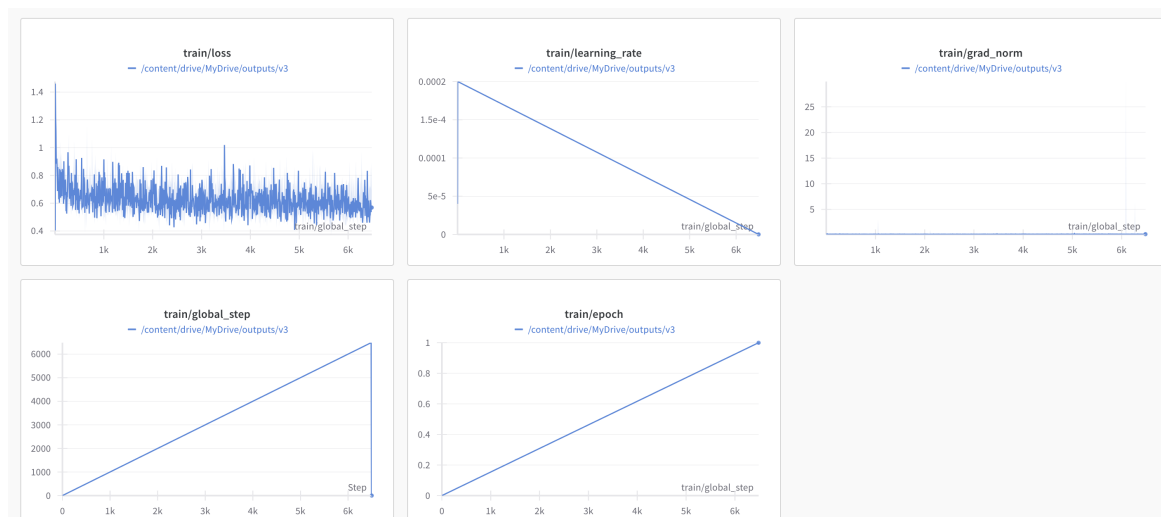 train/loss
/content/drive/MyDrive/outputs/v3
1.4
1.2
1
0.8
0.6
0.4
train/global_step
1k 2k 3k 4k 5k 6k
train/learning_rate
/content/drive/MyDrive/outputs/v3
0.0002
1.5e-4
0.0001
5e-5
0
train/global_step
1k 2k 3k 4k 5k 6k
train/grad_norm
/content/drive/MyDrive/outputs/v3
25
20
15
10
5
train/global_step
1k 2k 3k 4k 5k 6k
train/global_step
/content/drive/MyDrive/outputs/v3
6000
5000
4000
3000
2000
1000
0
Step
0 1k 2k 3k 4k 5k 6k
train/epoch
/content/drive/MyDrive/outputs/v3
1
0.8
0.6
0.4
0.2
0
train/global_step
0 1k 2k 3k 4k 5k 6k